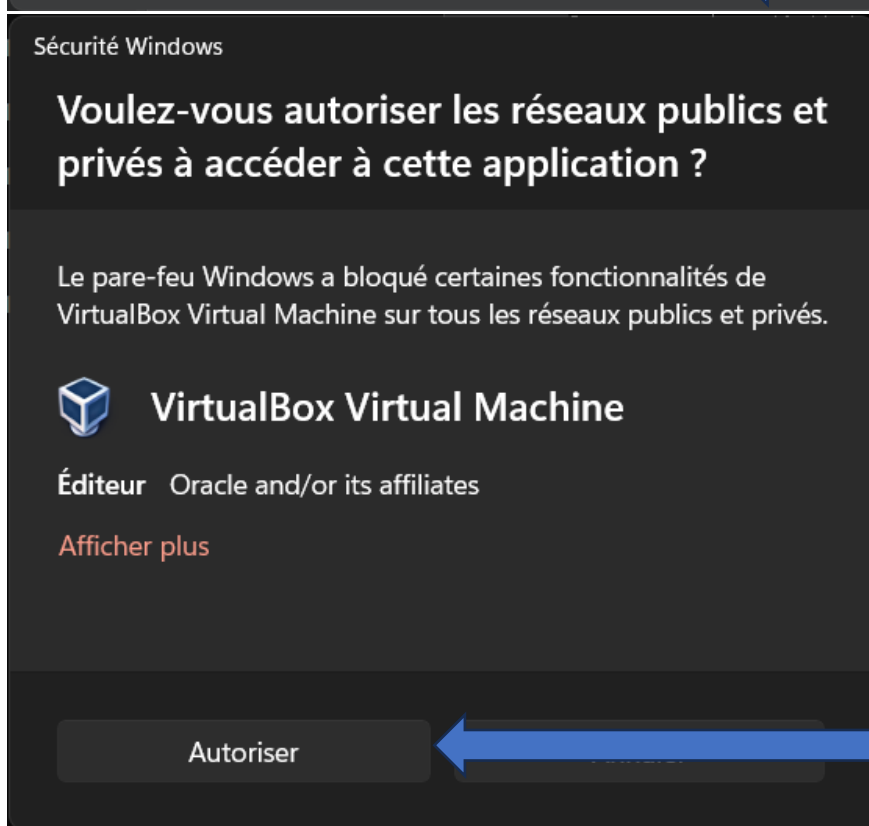 Sécurité Windows
Voulez-vous autoriser les réseaux publics et
privés à accéder à cette application ?
Le pare-feu Windows a bloqué certaines fonctionnalités de
VirtualBox Virtual Machine sur tous les réseaux publics et privés.
VirtualBox Virtual Machine
Éditeur Oracle and/or its affiliates
Afficher plus
Autoriser